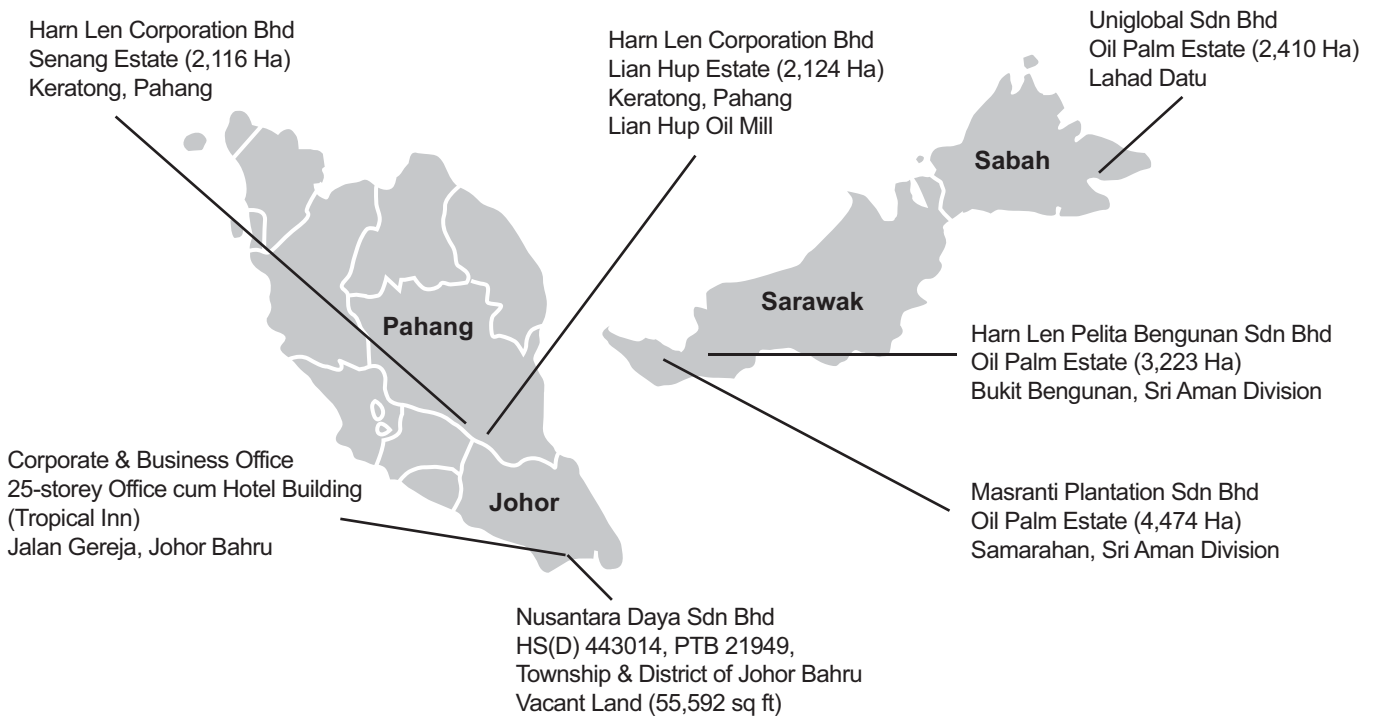 Harn Len Corporation Bhd
Senang Estate (2,116 Ha)
Keratong, Pahang
Harn Len Corporation Bhd
Lian Hup Estate (2,124 Ha)
Keratong, Pahang
Lian Hup Oil Mill
Uniglobal Sdn Bhd
Oil Palm Estate (2,410 Ha)
Lahad Datu
Sabah
Sarawak
Pahang
Harn Len Pelita Bengunan Sdn Bhd
Oil Palm Estate (3,223 Ha)
Bukit Bengunan, Sri Aman Division
Corporate & Business Office
25-storey Office cum Hotel Building
(Tropical Inn)
Jalan Gereja, Johor Bahru
Johor
Masranti Plantation Sdn Bhd
Oil Palm Estate (4,474 Ha)
Samarahan, Sri Aman Division
Nusantara Daya Sdn Bhd
HS(D) 443014, PTB 21949,
Township & District of Johor Bahru
Vacant Land (55,592 sq ft)